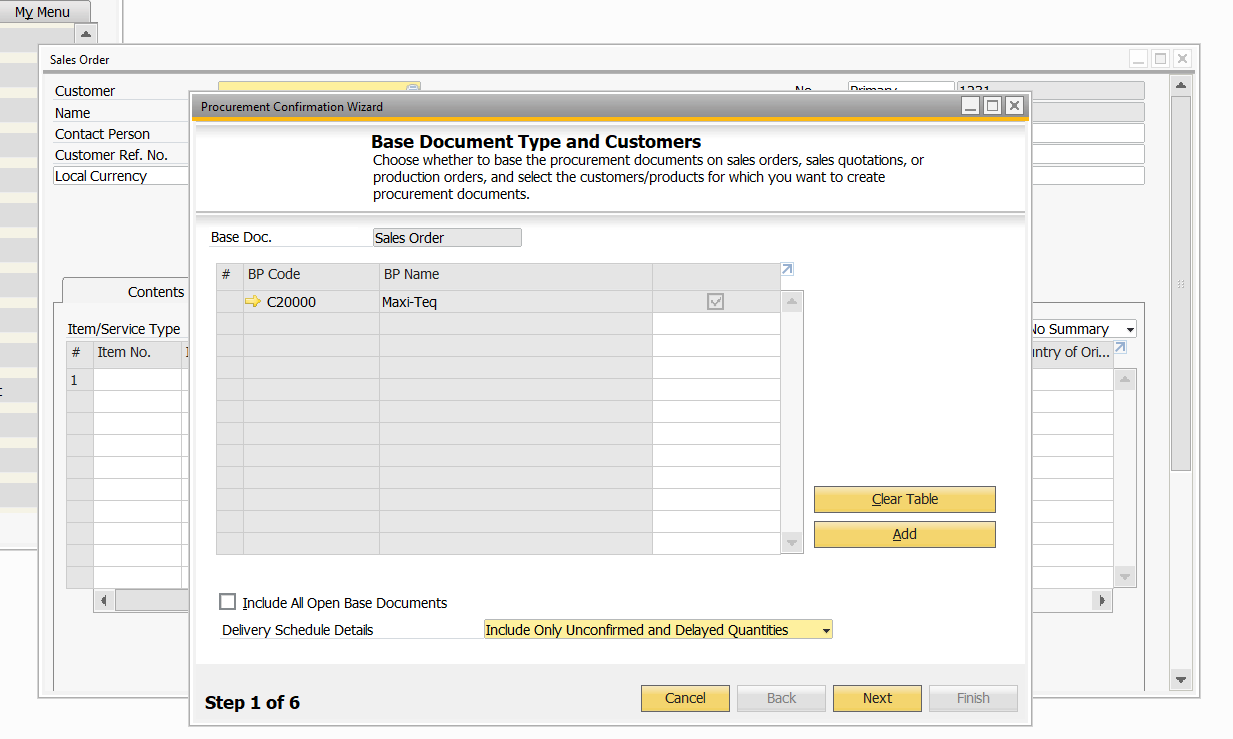 My Menu
Sales Order
Customer
Name
Contact Person
Customer Ref. No.
Local Currency
No.
Primary
1231
Procurement Confirmation Wizard
Base Document Type and Customers
Choose whether to base the procurement documents on sales orders, sales quotations, or
production orders, and select the customers/products for which you want to create
procurement documents.
Base Doc. Sales Order
# BP Code BP Name
C20000 Maxi-Teq
Contents
Item/Service Type
No Summary
# Item No.
untry of Ori...
1
Clear Table
Add
Include All Open Base Documents
Delivery Schedule Details Include Only Unconfirmed and Delayed Quantities
Step 1 of 6
Cancel Back Next Finish